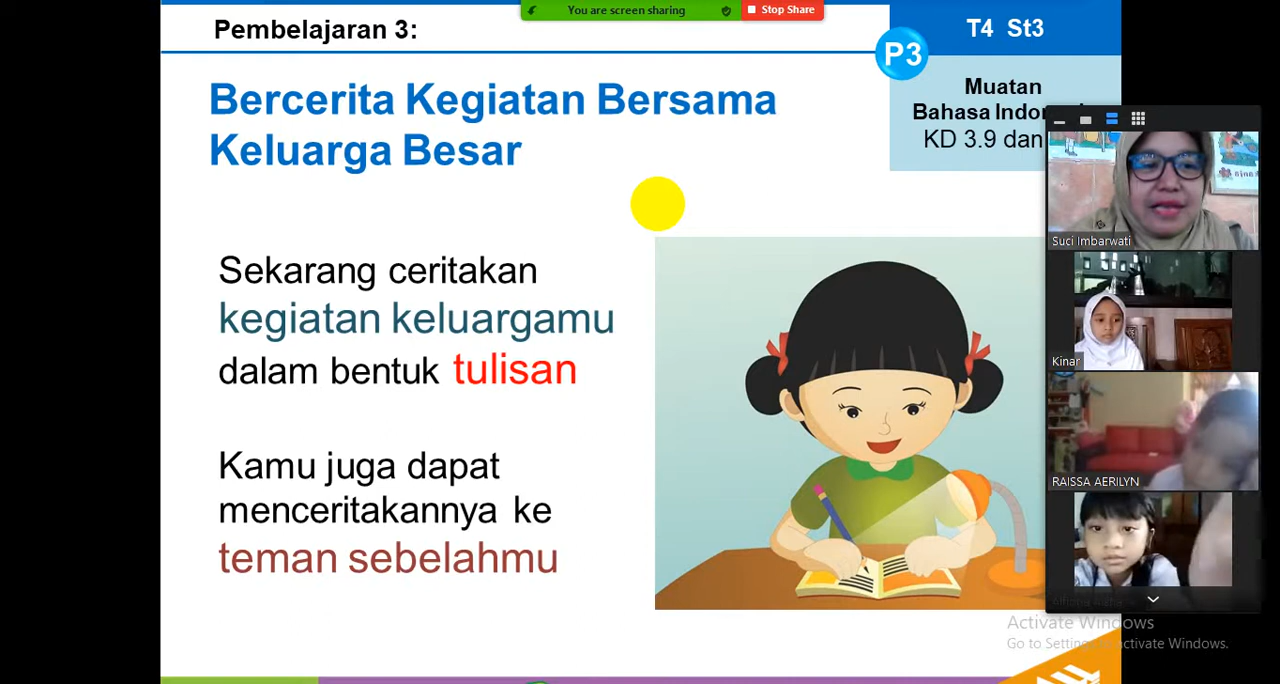 You are screen sharing
Stop Share
Pembelajaran 3:
T4 St3
P3
Bercerita Kegiatan Bersama
Keluarga Besar
Muatan
Bahasa
KD 3.9 dan
Suci Imbarwati
Sekarang ceritakan
kegiatan keluargamu
dalam bentuk tulisan
Kinar
Kamu juga dapat
menceritakannya ke
teman sebelahmu
RAISSA AERILYN
Activate Windows
Go to Settings to Activate Windows.